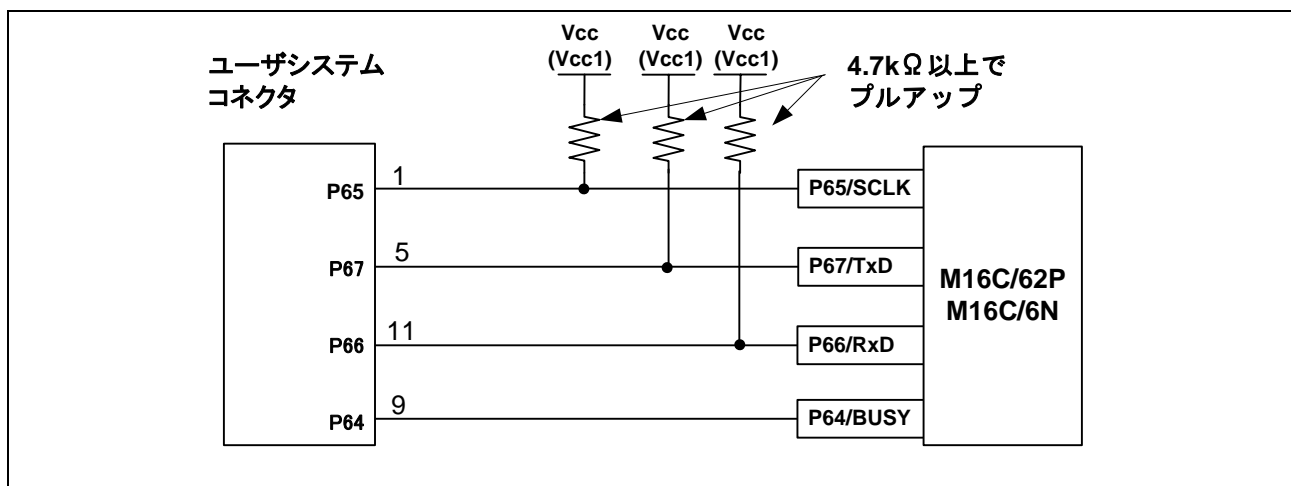 Vcc
(Vcc1)
Vcc
(Vcc1)
Vcc
(Vcc1)
ユーザシステム
コネクタ
4.7kΩ以上で
プルアップ
P65
1
P65/SCLK
P67
5
P67/TxD
M16C/62P
M16C/6N
P66
11
P66/RxD
P64
9
P64/BUSY